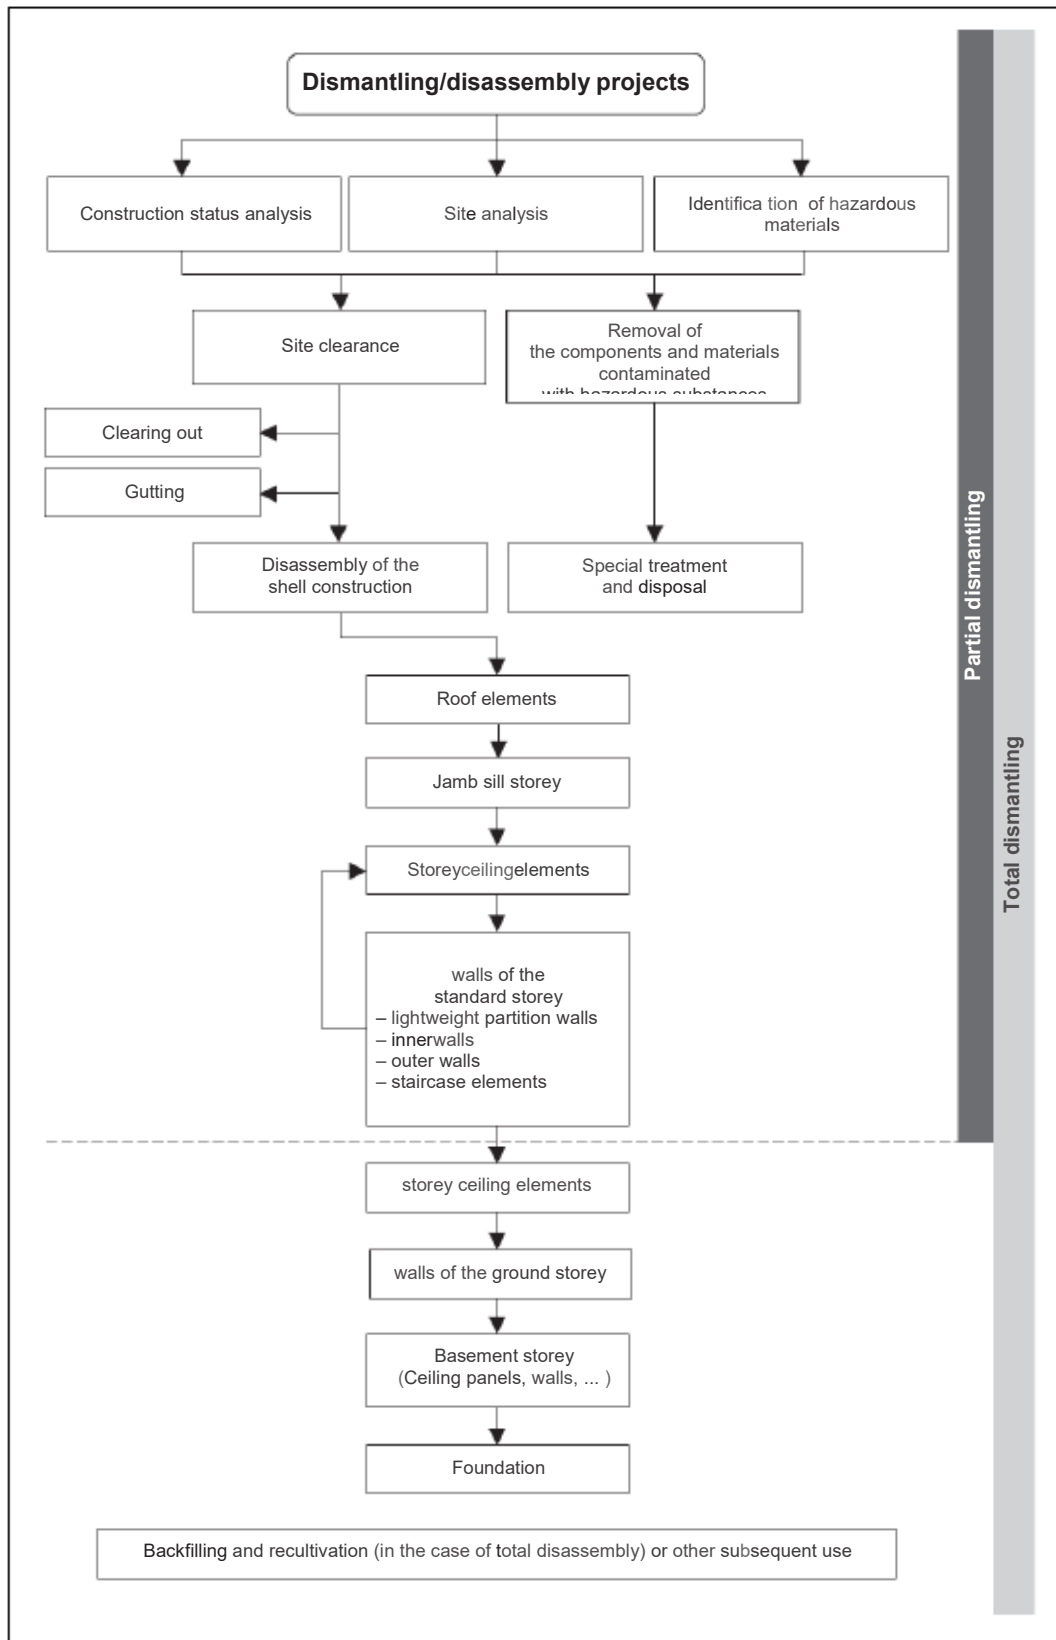 Dismantling/disassembly projects
Construction status analysis
Site analysis
Identifica tion of hazardous
materials
Site clearance
Removal of
the components and materials
contaminated
with hazardous substances
Clearing out
Gutting
Disassembly of the
shell construction
Special treatment
and disposal
Roof elements
Jamb sill storey
Storeyceilingelements
walls of the
standard storey
– lightweight partition walls
– innerwalls
– outer walls
– staircase elements
storey ceiling elements
walls of the ground storey
Basement storey
(Ceiling panels, walls, ... )
Foundation
Backfilling and recultivation (in the case of total disassembly) or other subsequent use
Partial dismantling
Total dismantling